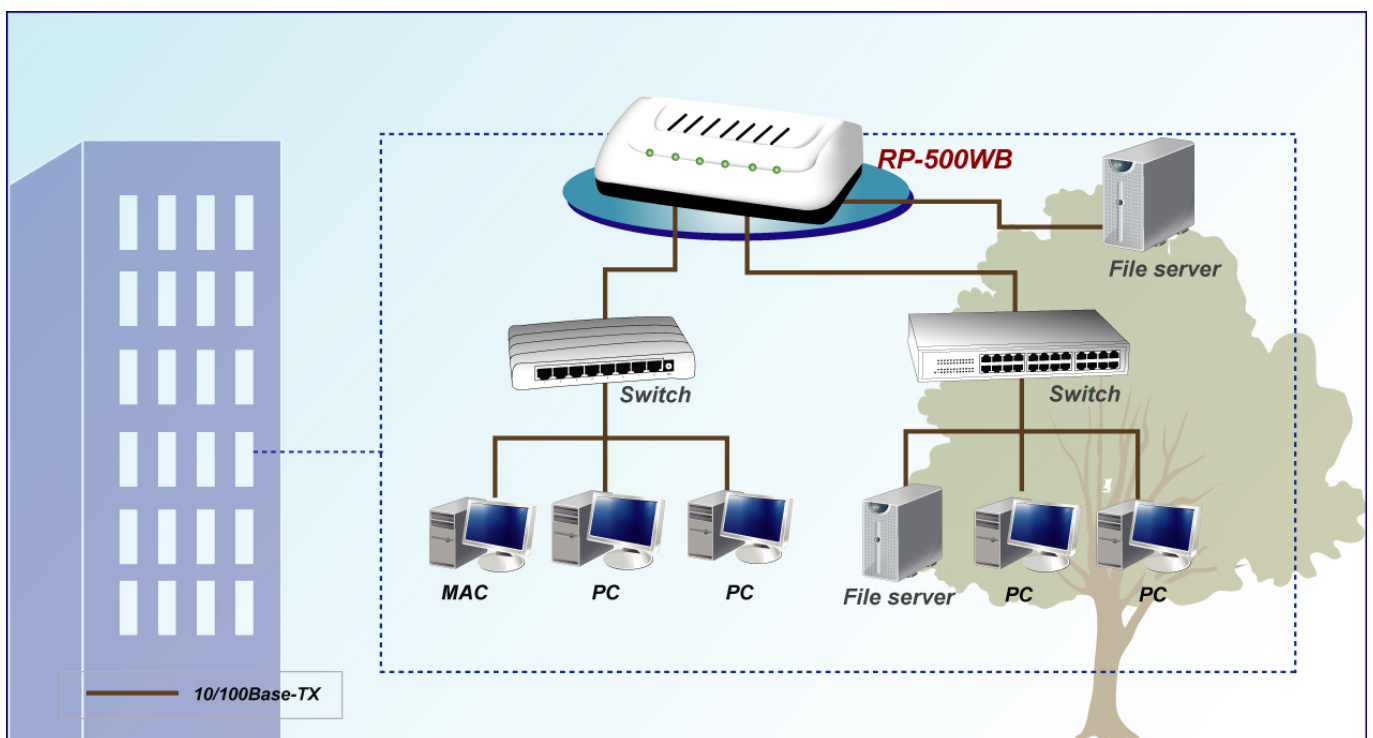 RP-500WB
File server
Switch
Switch
MAC
PC
PC
File server
PC
PC
10/100Base-TX